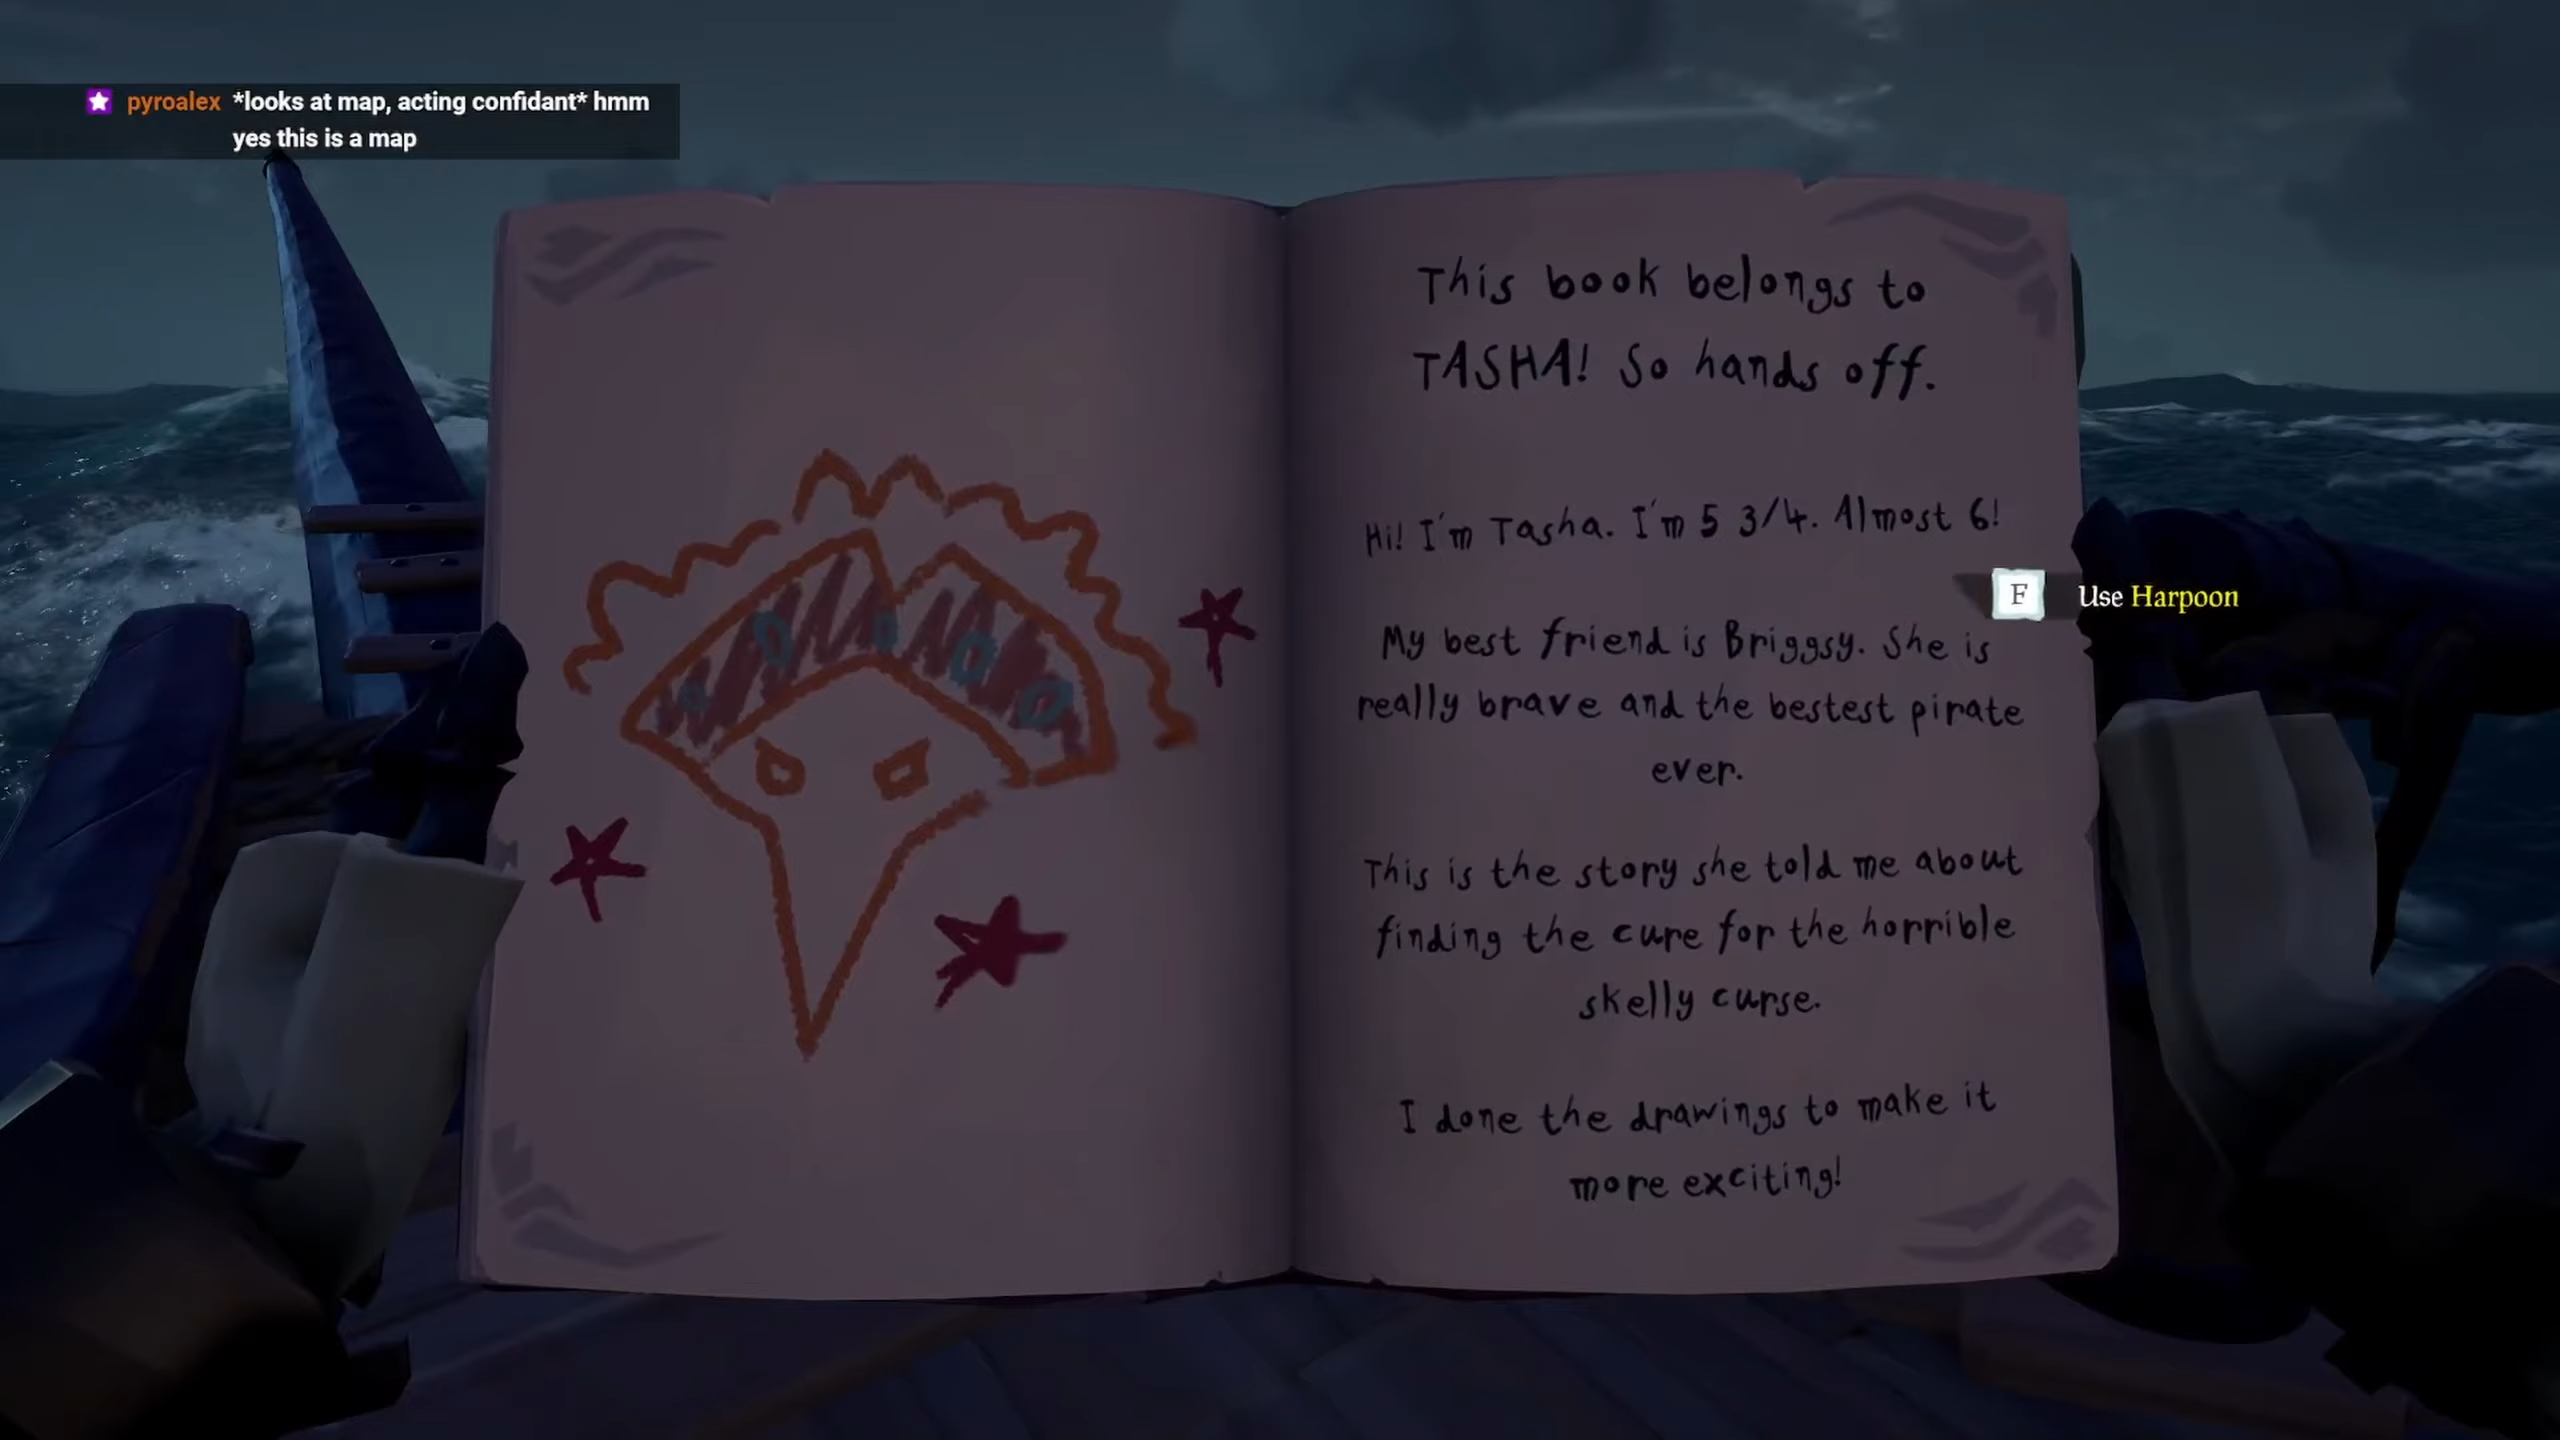 pyroalex *looks at map, acting confidant* hmm
yes this is a map
This book belongs to
TASHA! So hands off.
Hi! I'm Tasha. I'm 5 3/4. Almost 6!
F Use Harpoon
My best friend is Briggsy. She is
really brave and the bestest pirate
ever.
This is the story she told me about
finding the cure for the horrible
skelly curse.
I done the drawings to make it
more exciting!